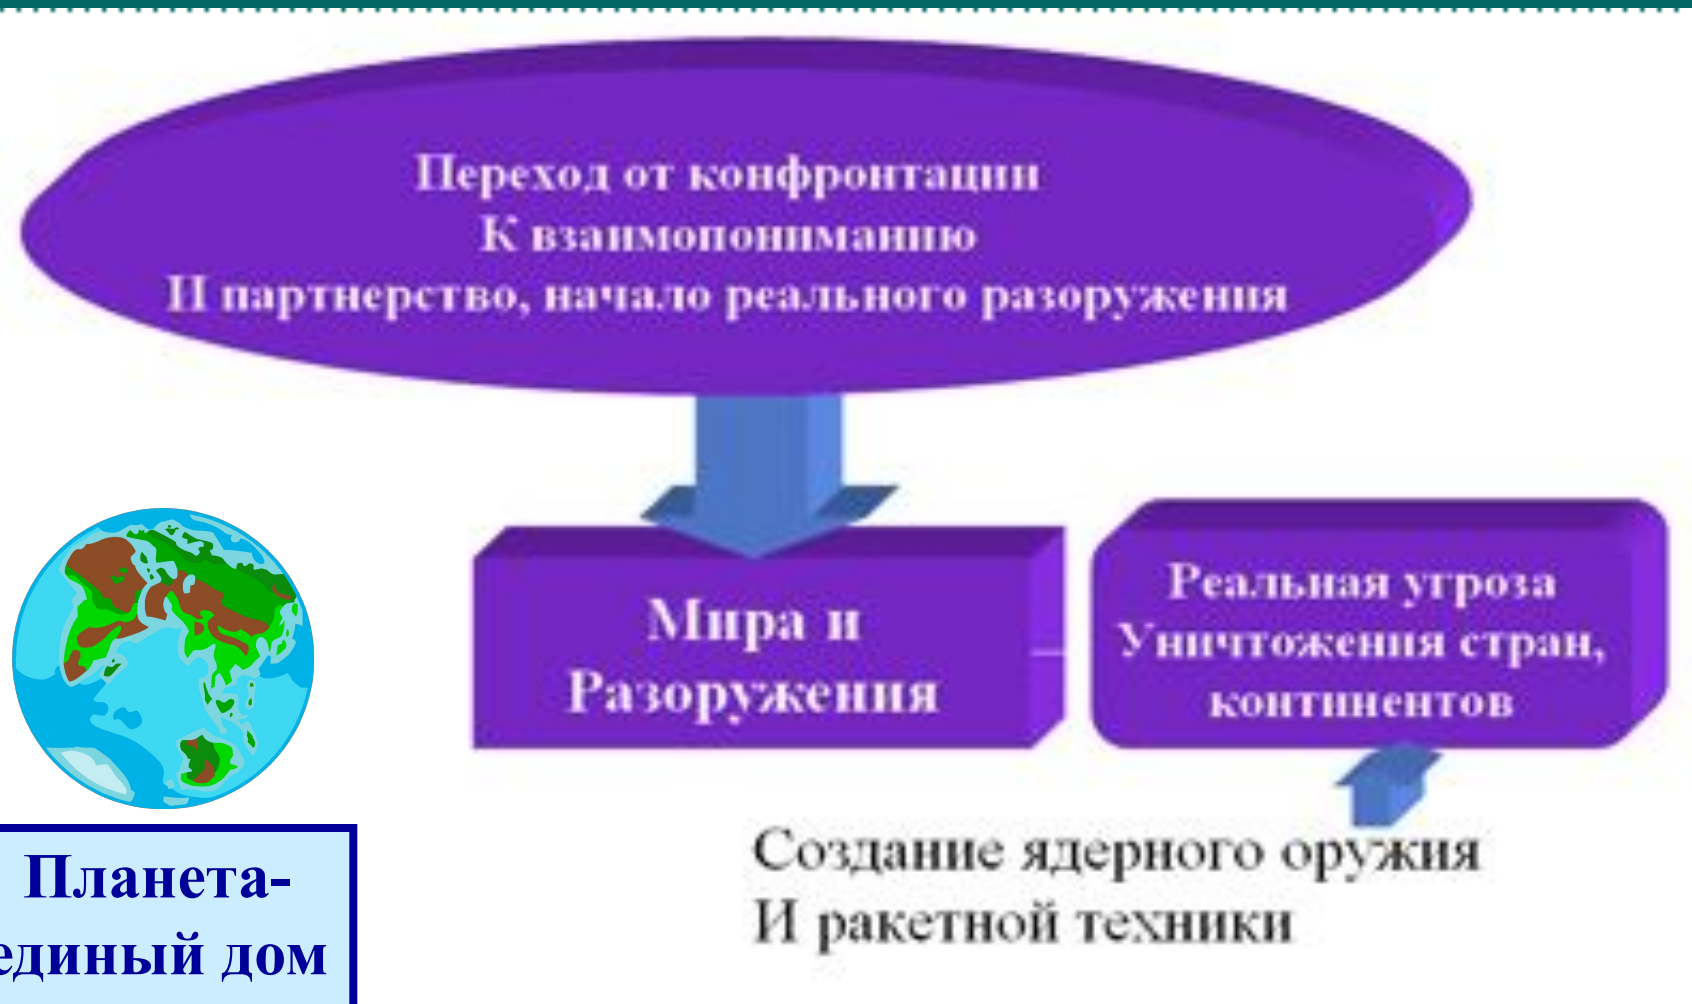 Переход от конфронтации
К взаимопониманию
И партнерство, начало реального разоружения
Мира и
Разоружения
Реальная угроза
Уничтожения стран,
континентов
Создание ядерного оружия
И ракетной техники
Планета-
единый дом